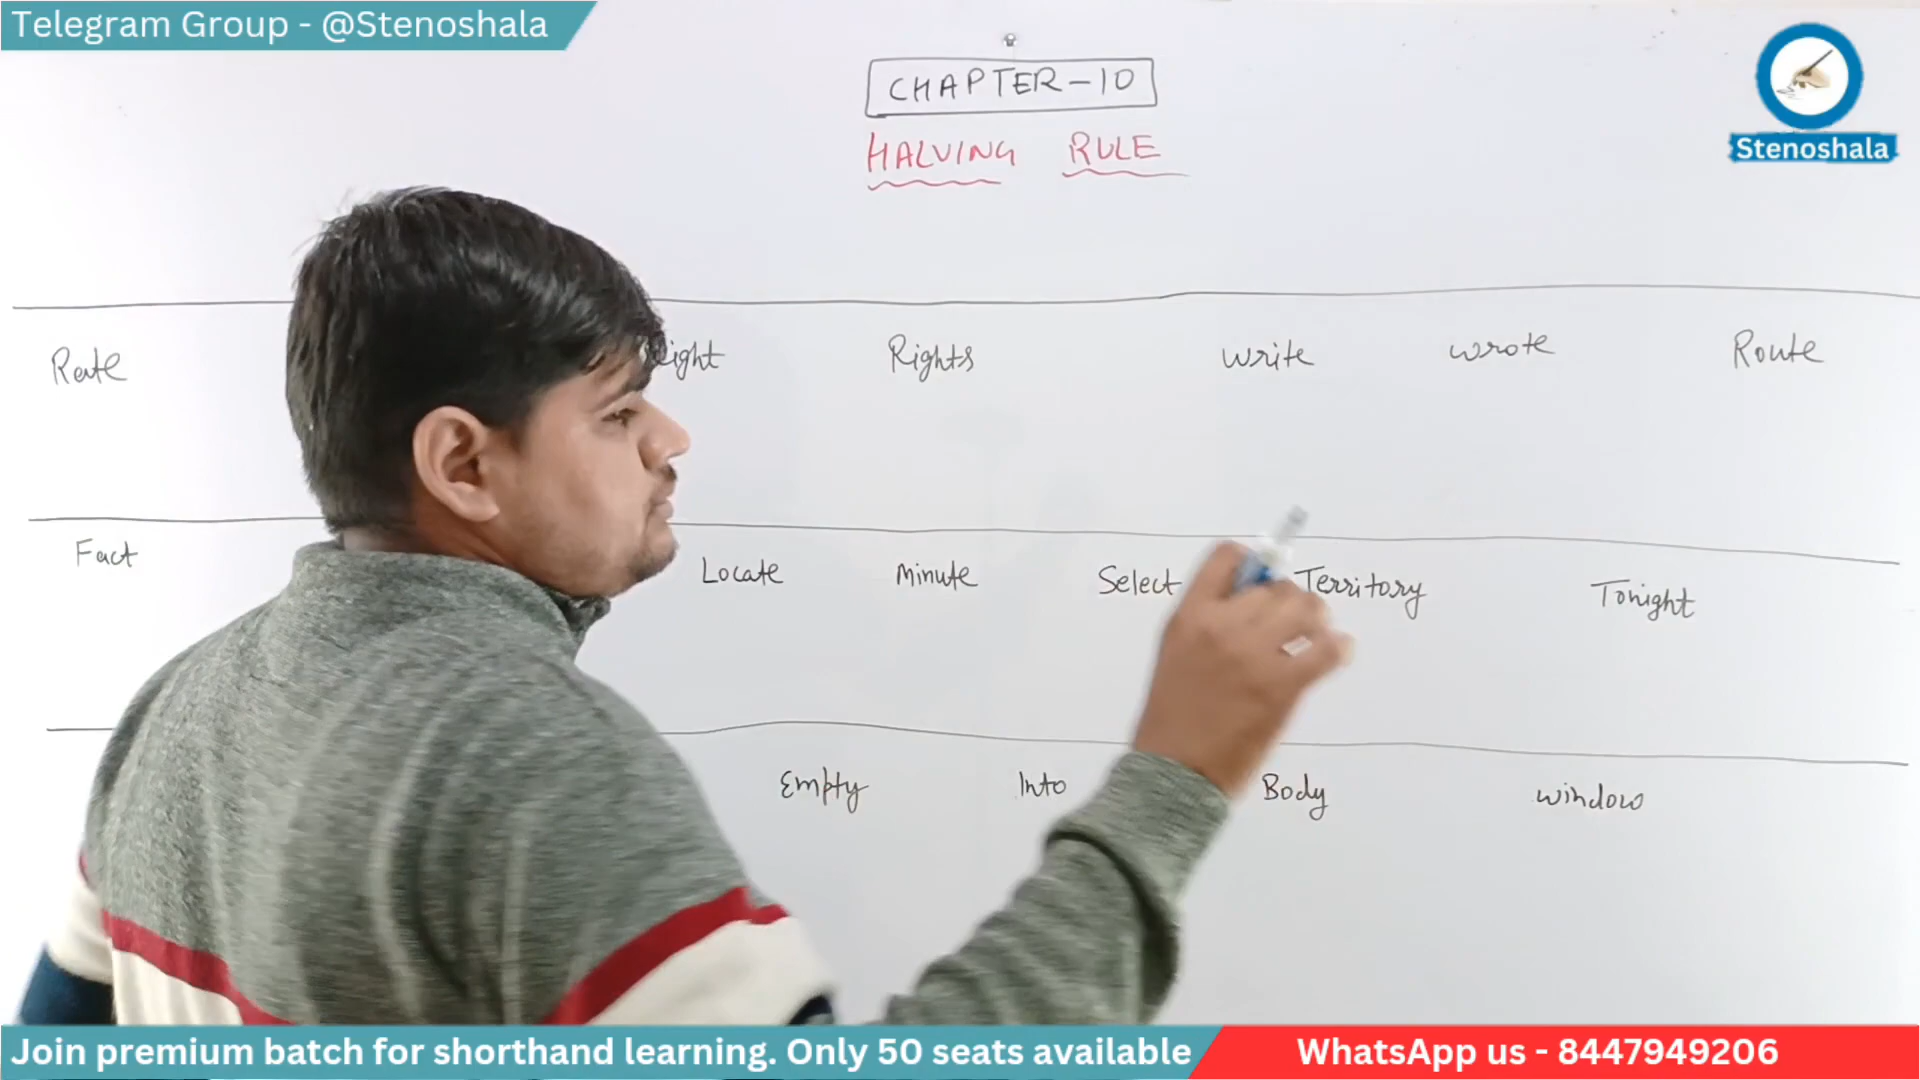 Telegram Group - @Stenoshala
CHAPTER-10
HALVING RULE
Stenoshala
Rate Rights write wrote Route
Fact Locate Minute Select Territory Tonight
Empty Into Body window
Join premium batch for shorthand learning. Only 50 seats available
WhatsApp us - 8447949206